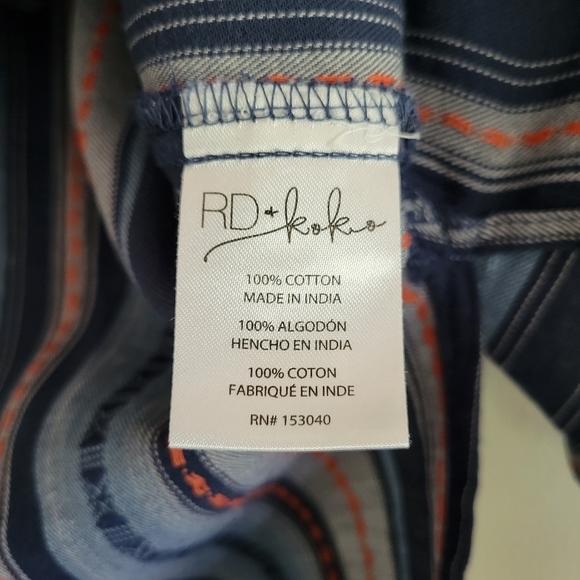 RD+koko
100% COTTON
MADE IN INDIA
100% ALGODÓN
HENCHO EN INDIA
100% COTON
FABRIQUÉ EN INDE
RN# 153040